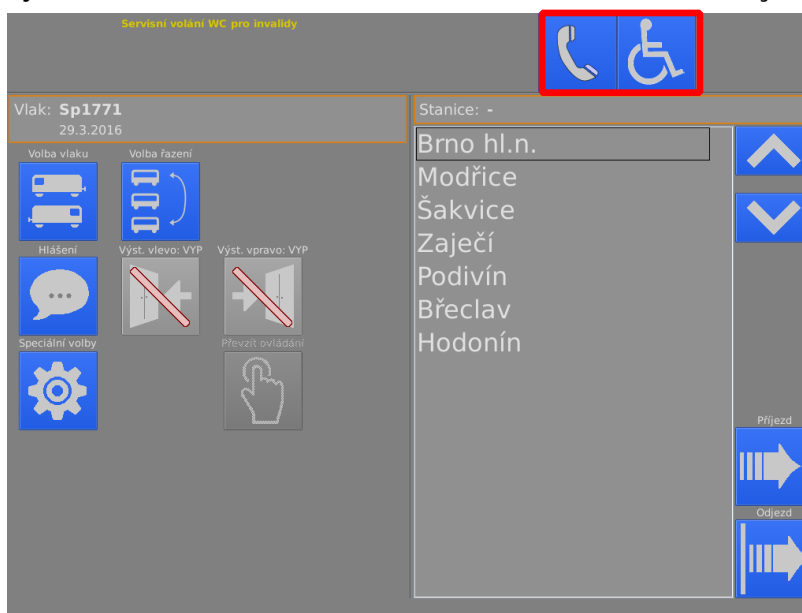 Servisní volání WC pro invalidy
Vlak: Sp1771
29.3.2016
Stanice: -
Volba vlaku
Volba řazení
Hlášení
Výst. vlevo: VYP
Výst. vpravo: VYP
Speciální volby
Převzít ovládání
Brno hl.n.
Modřice
Šakvice
Zaječí
Podivín
Břeclav
Hodonín
Příjezd
Odjezd